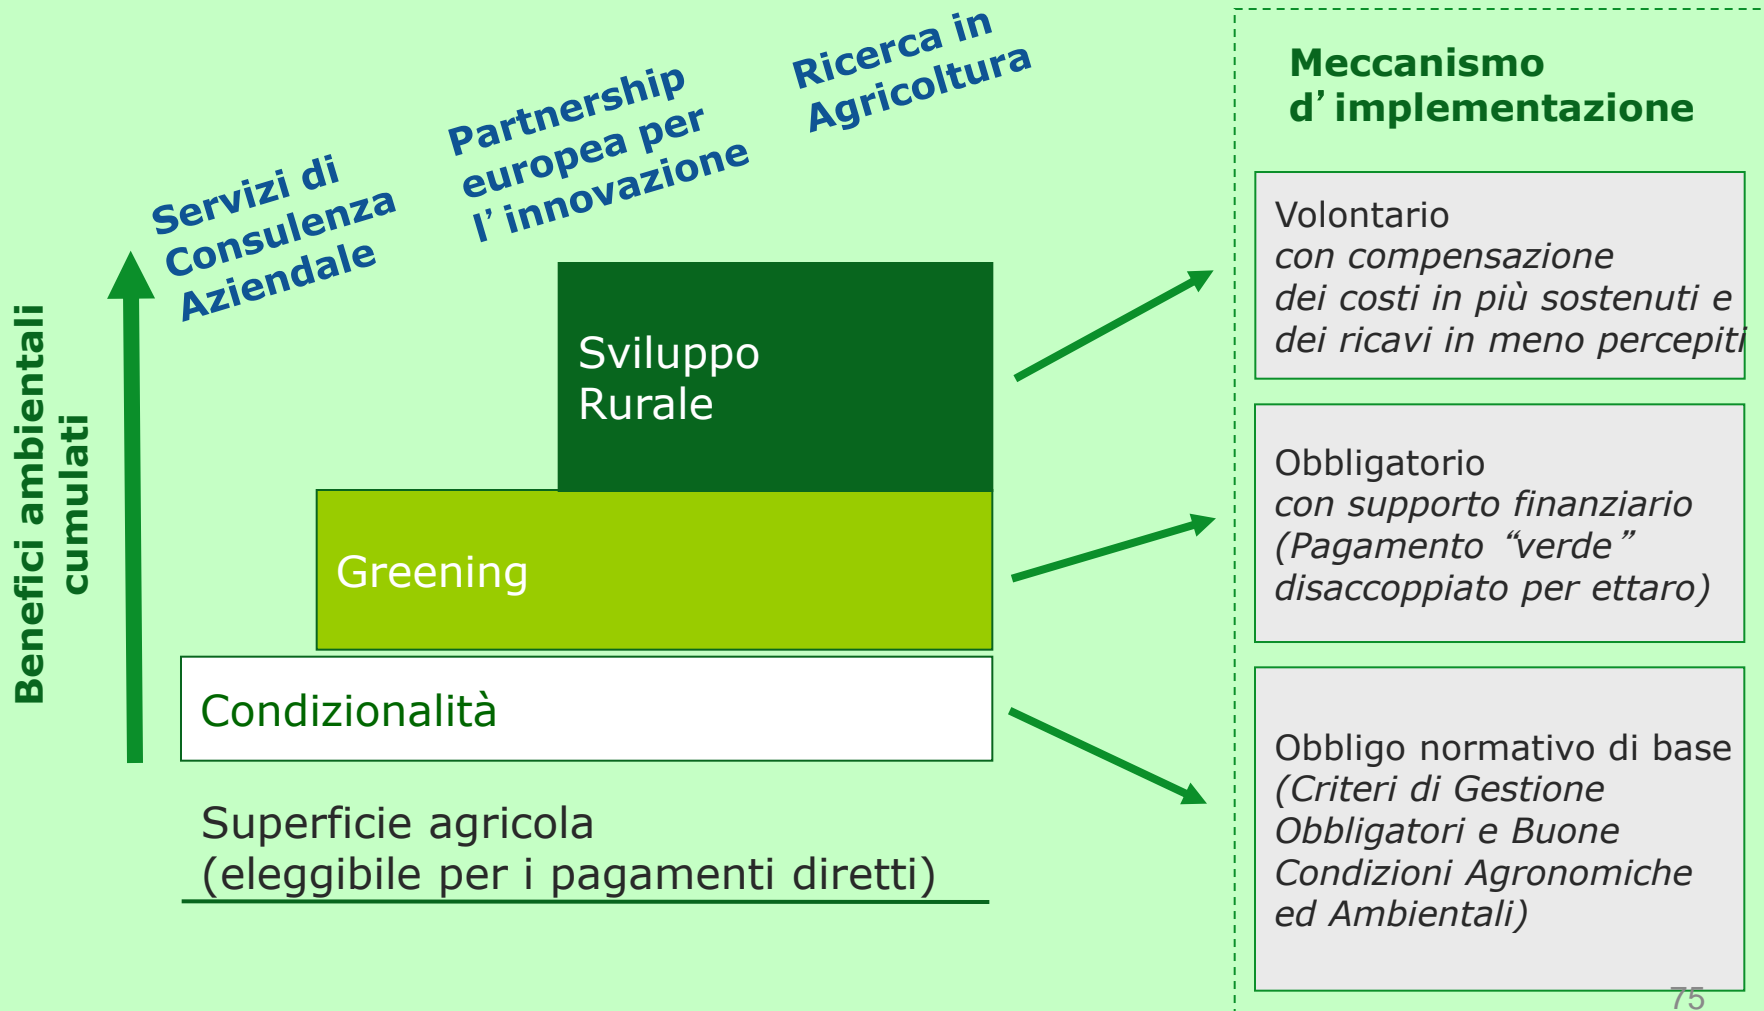 Servizi di
Consulenza
Aziendale
Partnership
europea per
l’innovazione
Ricerca in
Agricoltura
Benefici ambientali
cumulati
Sviluppo
Rurale
Greening
Condizionalità
Superficie agricola
(eleggibile per i pagamenti diretti)
Meccanismo
d’implementazione
Volontario
con compensazione
dei costi in più sostenuti e
dei ricavi in meno percepiti
Obbligatorio
con supporto finanziario
(Pagamento “verde”
disaccoppiato per ettaro)
Obbligo normativo di base
(Criteri di Gestione
Obbligatori e Buone
Condizioni Agronomiche
ed Ambientali)
75